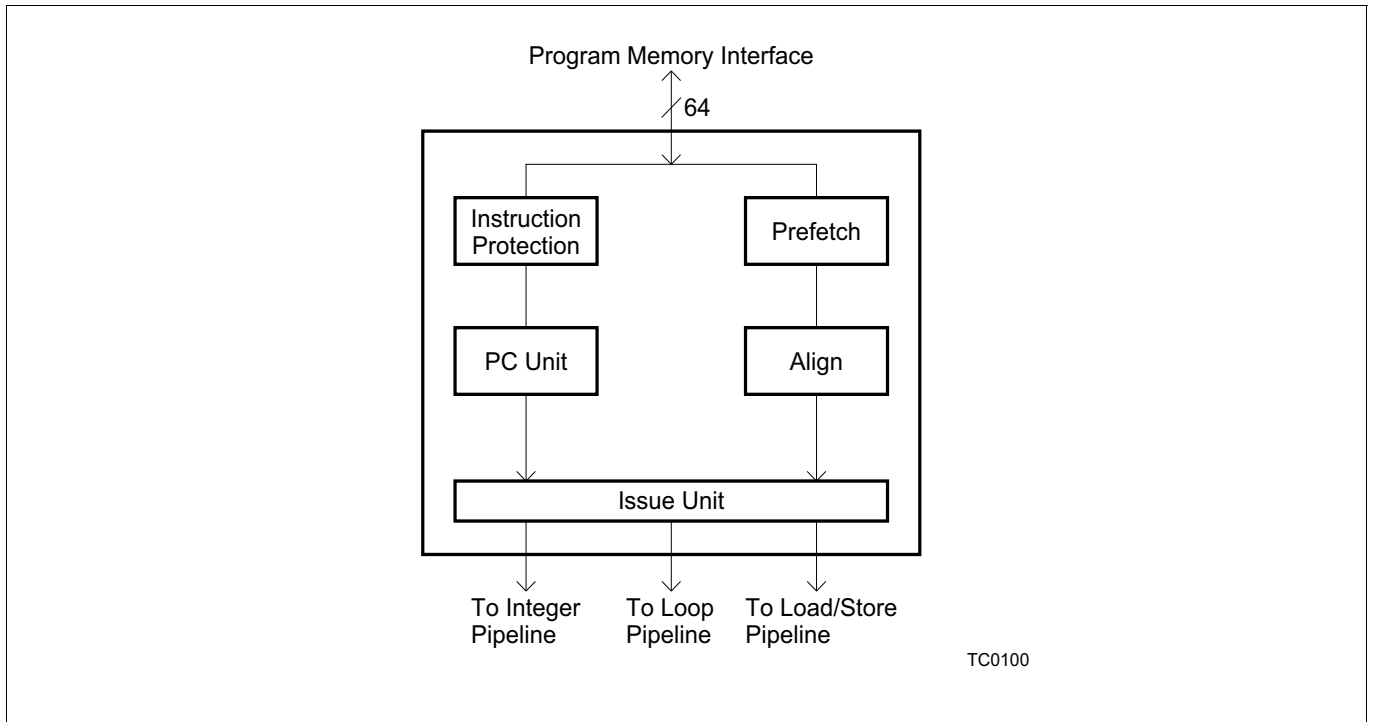 Program Memory Interface
64
Instruction
Protection
Prefetch
PC Unit
Align
Issue Unit
To Integer
Pipeline
To Loop
Pipeline
To Load/Store
Pipeline
TC0100